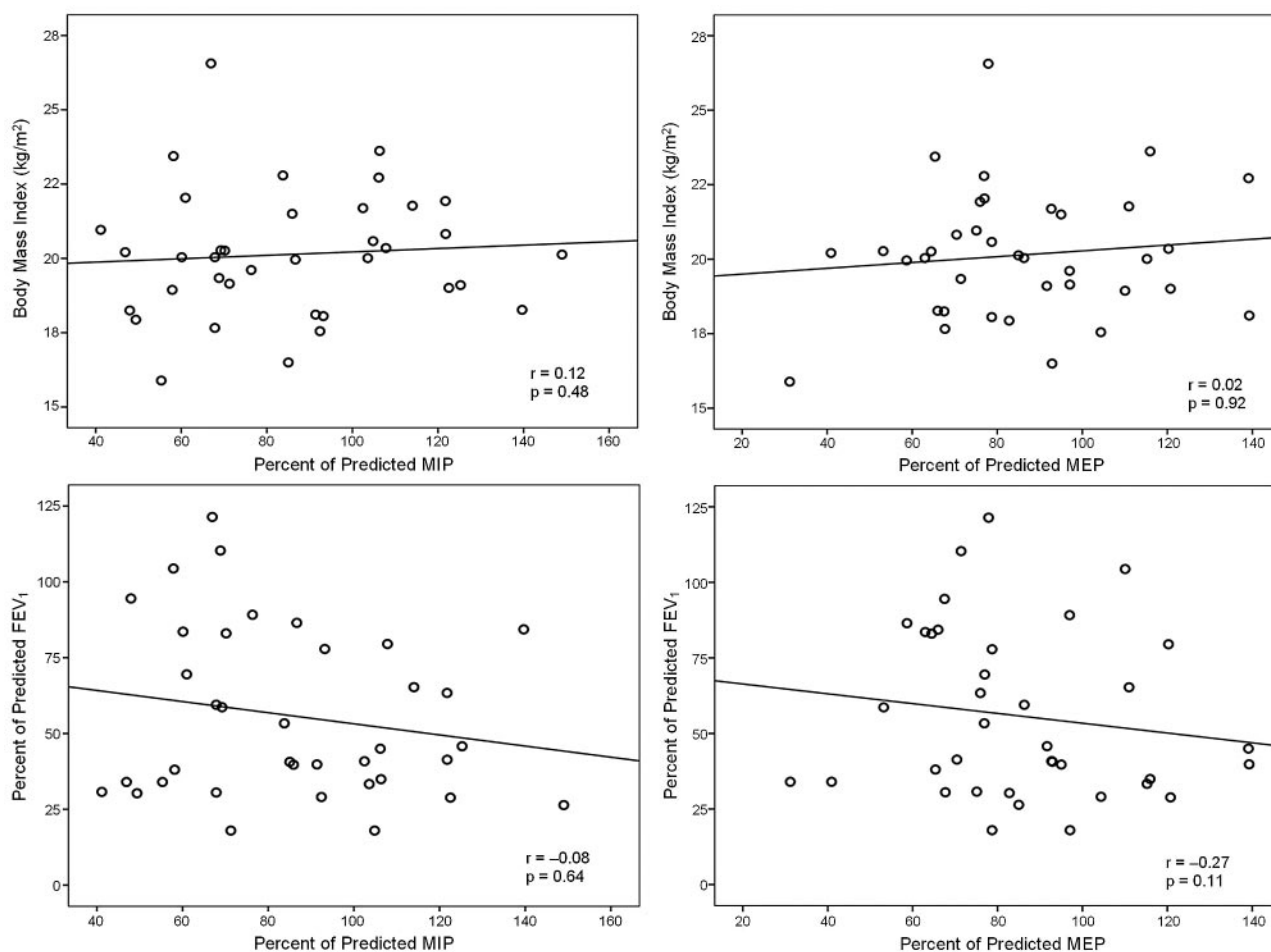 Body Mass Index (kg/m²)
28
25
22
20
18
15
r = 0.12
p = 0.48
40 60 80 100 120 140 160
Percent of Predicted MIP
Body Mass Index (kg/m²)
28
25
22
20
18
15
r = 0.02
p = 0.92
20 40 60 80 100 120 140
Percent of Predicted MEP
Percent of Predicted FEV₁
125
100
75
50
25
0
r = –0.08
p = 0.64
40 60 80 100 120 140 160
Percent of Predicted MIP
Percent of Predicted FEV₁
125
100
75
50
25
0
r = –0.27
p = 0.11
20 40 60 80 100 120 140
Percent of Predicted MEP